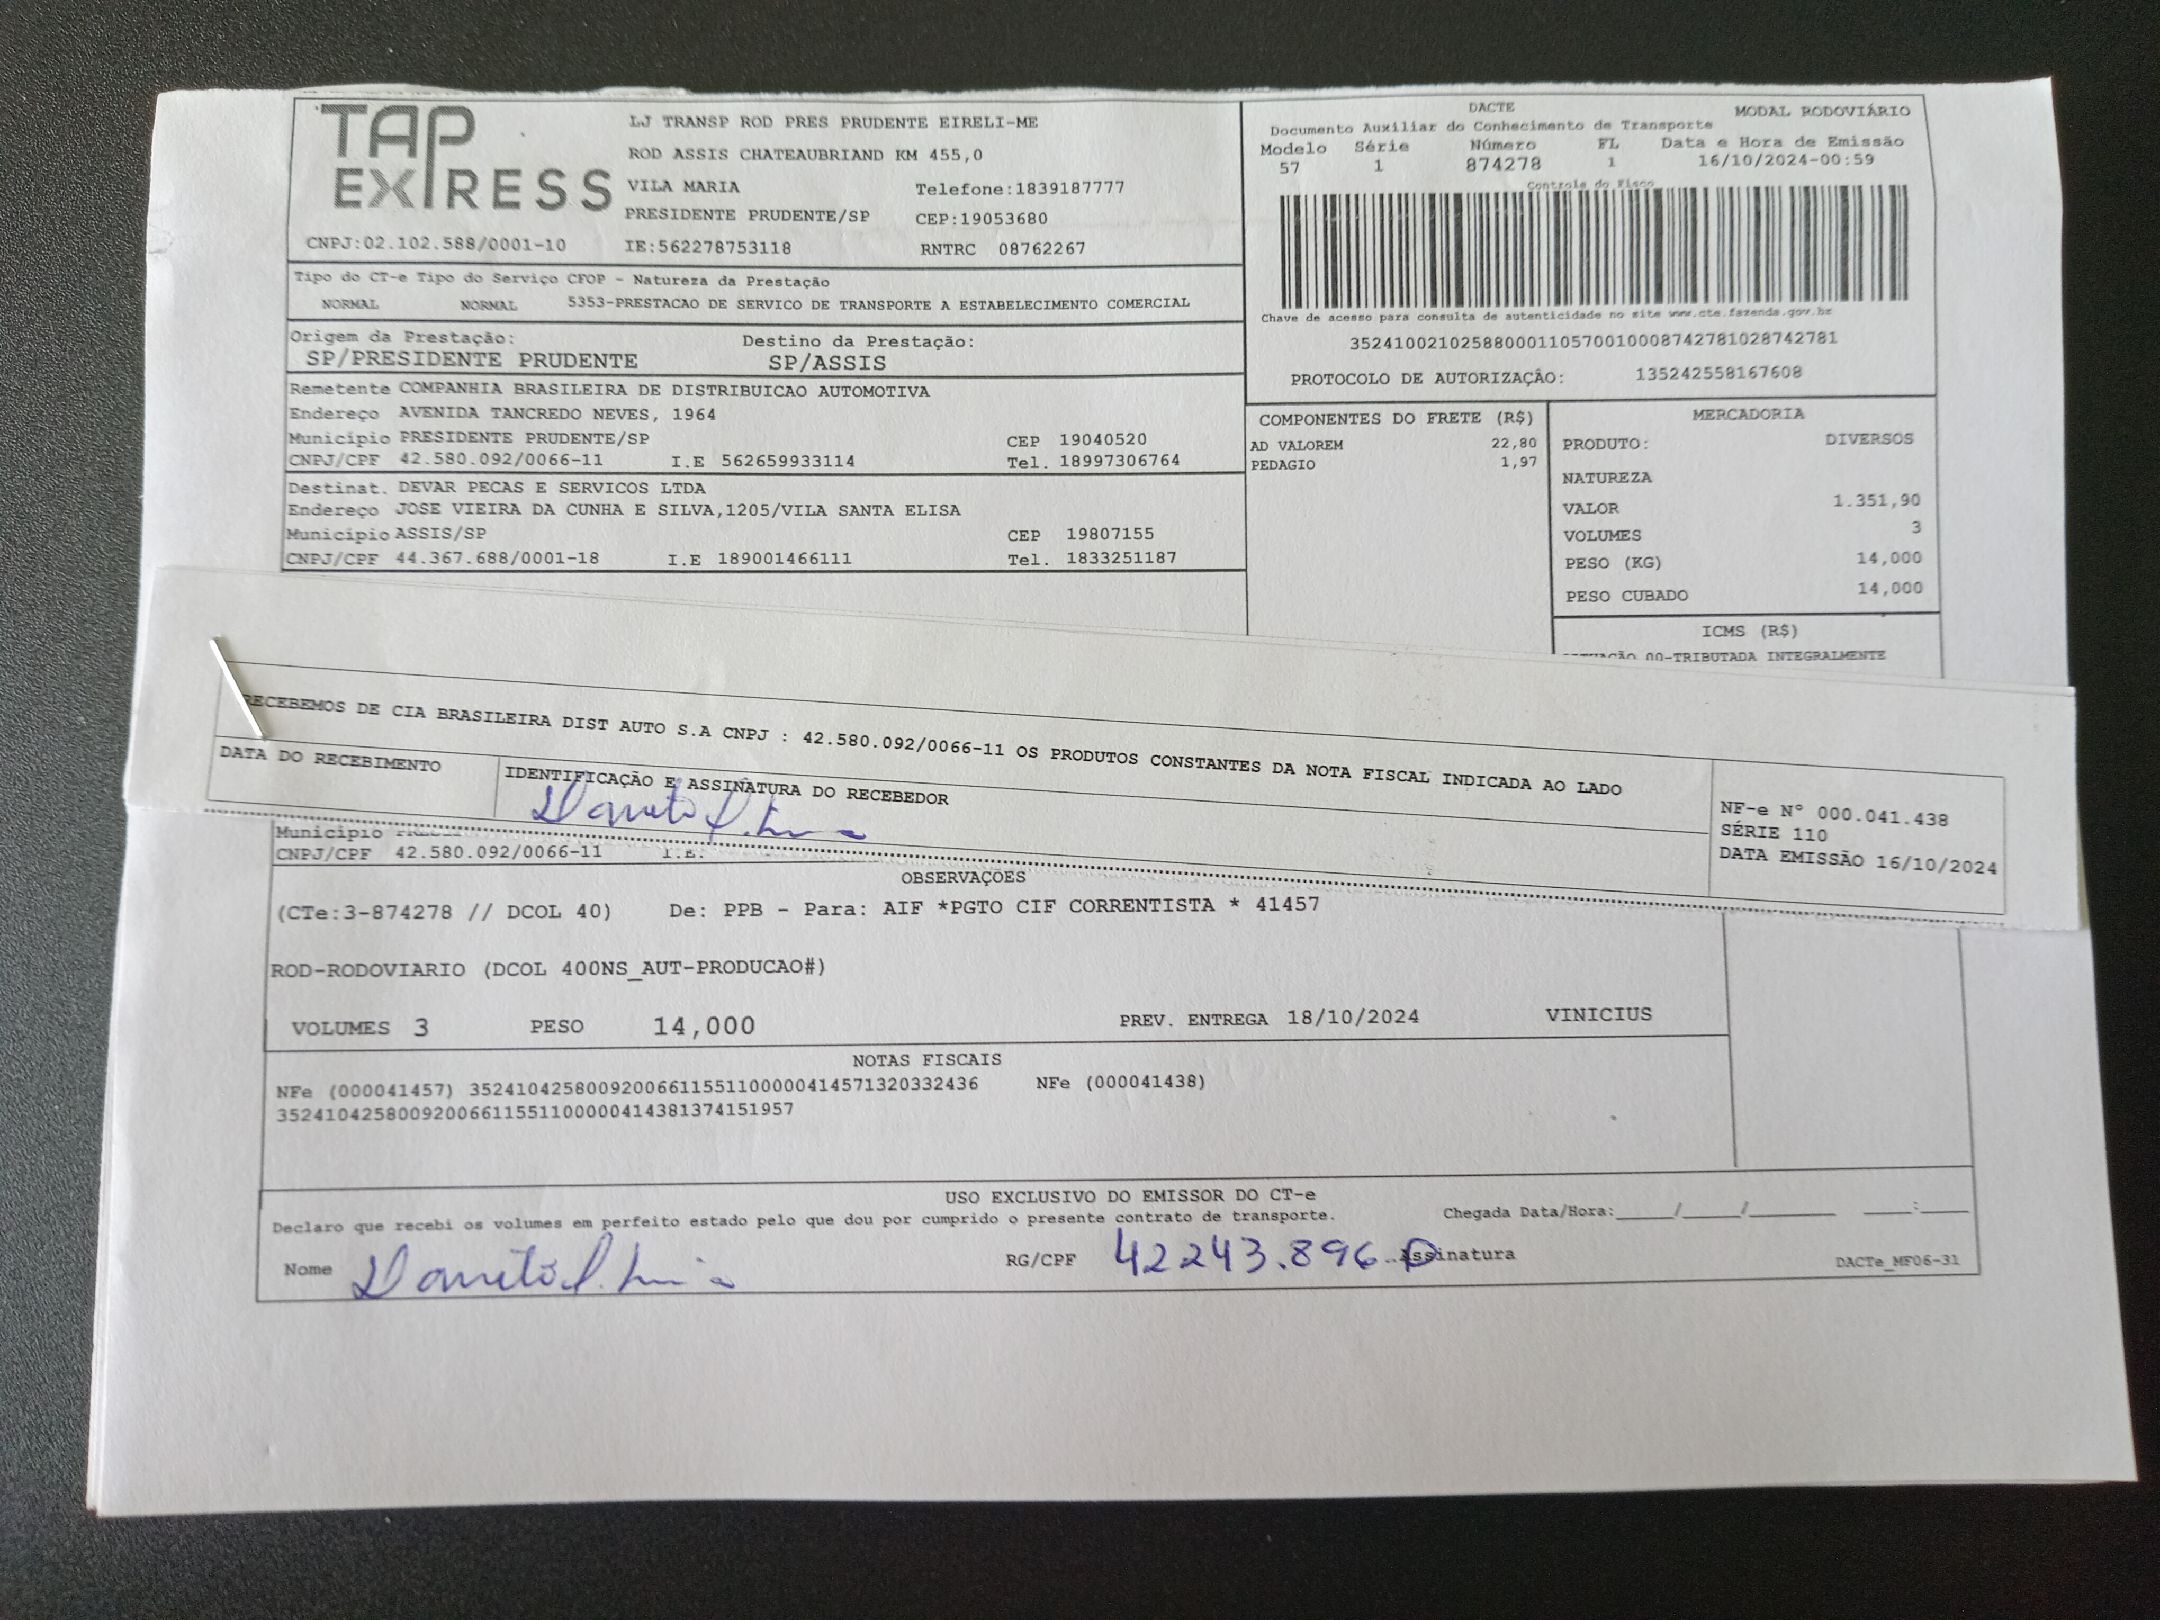 TAP EXPRESS
LJ TRANSP ROD PRES PRUDENTE EIRELI-ME
ROD ASSIS CHATEAUBRIAND KM 455,0
VILA MARIA Telefone:1839187777
PRESIDENTE PRUDENTE/SP CEP:19053680
CNPJ:02.102.588/0001-10 IE:562278753118 RNTRC 08762267
DACTE MODAL RODOVIÁRIO
Documento Auxiliar do Conhecimento de Transporte
Modelo Série Número FL Data e Hora de Emissão
57 1 874278 1 16/10/2024-00:59
Controle do Fisco
Chave de acesso para consulta de autenticidade no site www.cte.fazenda.gov.br
35241002102588000110570010008742781028742781
PROTOCOLO DE AUTORIZAÇÃO: 135242558167608
Tipo do CT-e Tipo do Serviço CFOP - Natureza da Prestação
NORMAL NORMAL 5353-PRESTACAO DE SERVICO DE TRANSPORTE A ESTABELECIMENTO COMERCIAL
Origem da Prestação: Destino da Prestação:
SP/PRESIDENTE PRUDENTE SP/ASSIS
Remetente COMPANHIA BRASILEIRA DE DISTRIBUICAO AUTOMOTIVA
Endereço AVENIDA TANCREDO NEVES, 1964
Município PRESIDENTE PRUDENTE/SP CEP 19040520
CNPJ/CPF 42.580.092/0066-11 I.E 562659933114 Tel. 18997306764
Destinat. DEVAR PECAS E SERVICOS LTDA
Endereço JOSE VIEIRA DA CUNHA E SILVA,1205/VILA SANTA ELISA
Município ASSIS/SP CEP 19807155
CNPJ/CPF 44.367.688/0001-18 I.E 189001466111 Tel. 1833251187
COMPONENTES DO FRETE (R$)
AD VALOREM 22,80
PEDAGIO 1,97
MERCADORIA
PRODUTO: DIVERSOS
NATUREZA
VALOR 1.351,90
VOLUMES 3
PESO (KG) 14,000
PESO CUBADO 14,000
ICMS (R$)
00-TRIBUTADA INTEGRALMENTE
RECEBEMOS DE CIA BRASILEIRA DIST AUTO S.A CNPJ : 42.580.092/0066-11 OS PRODUTOS CONSTANTES DA NOTA FISCAL INDICADA AO LADO
DATA DO RECEBIMENTO IDENTIFICAÇÃO E ASSINATURA DO RECEBEDOR
NF-e N° 000.041.438
SÉRIE 110
DATA EMISSÃO 16/10/2024
Município
CNPJ/CPF 42.580.092/0066-11 I.E:
OBSERVAÇÕES
(CTe:3-874278 // DCOL 40) De: PPB - Para: AIF *PGTO CIF CORRENTISTA * 41457
ROD-RODOVIARIO (DCOL 400NS_AUT-PRODUCAO#)
VOLUMES 3 PESO 14,000 PREV. ENTREGA 18/10/2024 VINICIUS
NOTAS FISCAIS
NFe (000041457) 35241042580092006611551100000414571320332436 NFe (000041438)
35241042580092006611551100000414381374151957
USO EXCLUSIVO DO EMISSOR DO CT-e
Declaro que recebi os volumes em perfeito estado pelo que dou por cumprido o presente contrato de transporte. Chegada Data/Hora:_____/_____/________ ____:____
Nome RG/CPF 42243.896 Assinatura DACTe_MF06-31